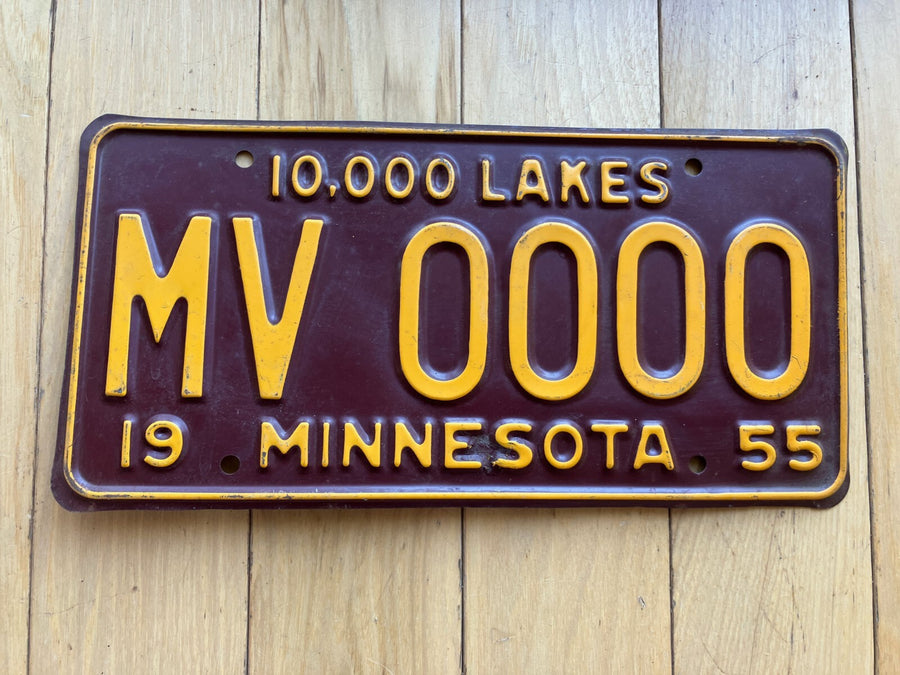 10,000 LAKES
MV 0000
19 MINNESOTA 55